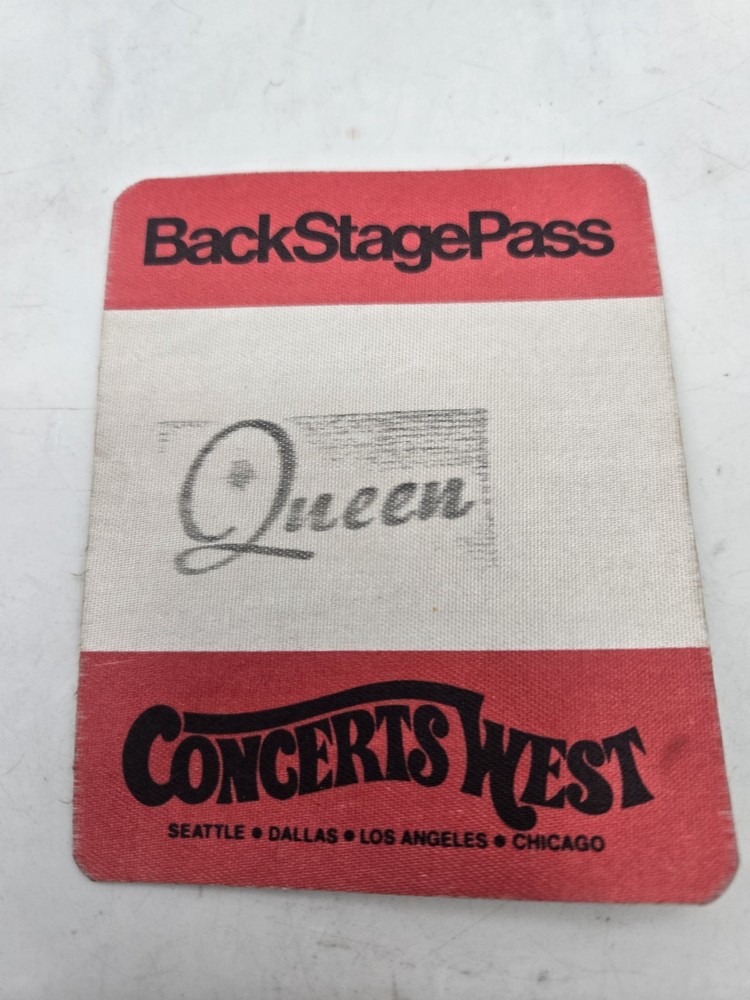 BackStagePass
Queen
CONCERTS WEST
SEATTLE ● DALLAS ● LOS ANGELES ● CHICAGO